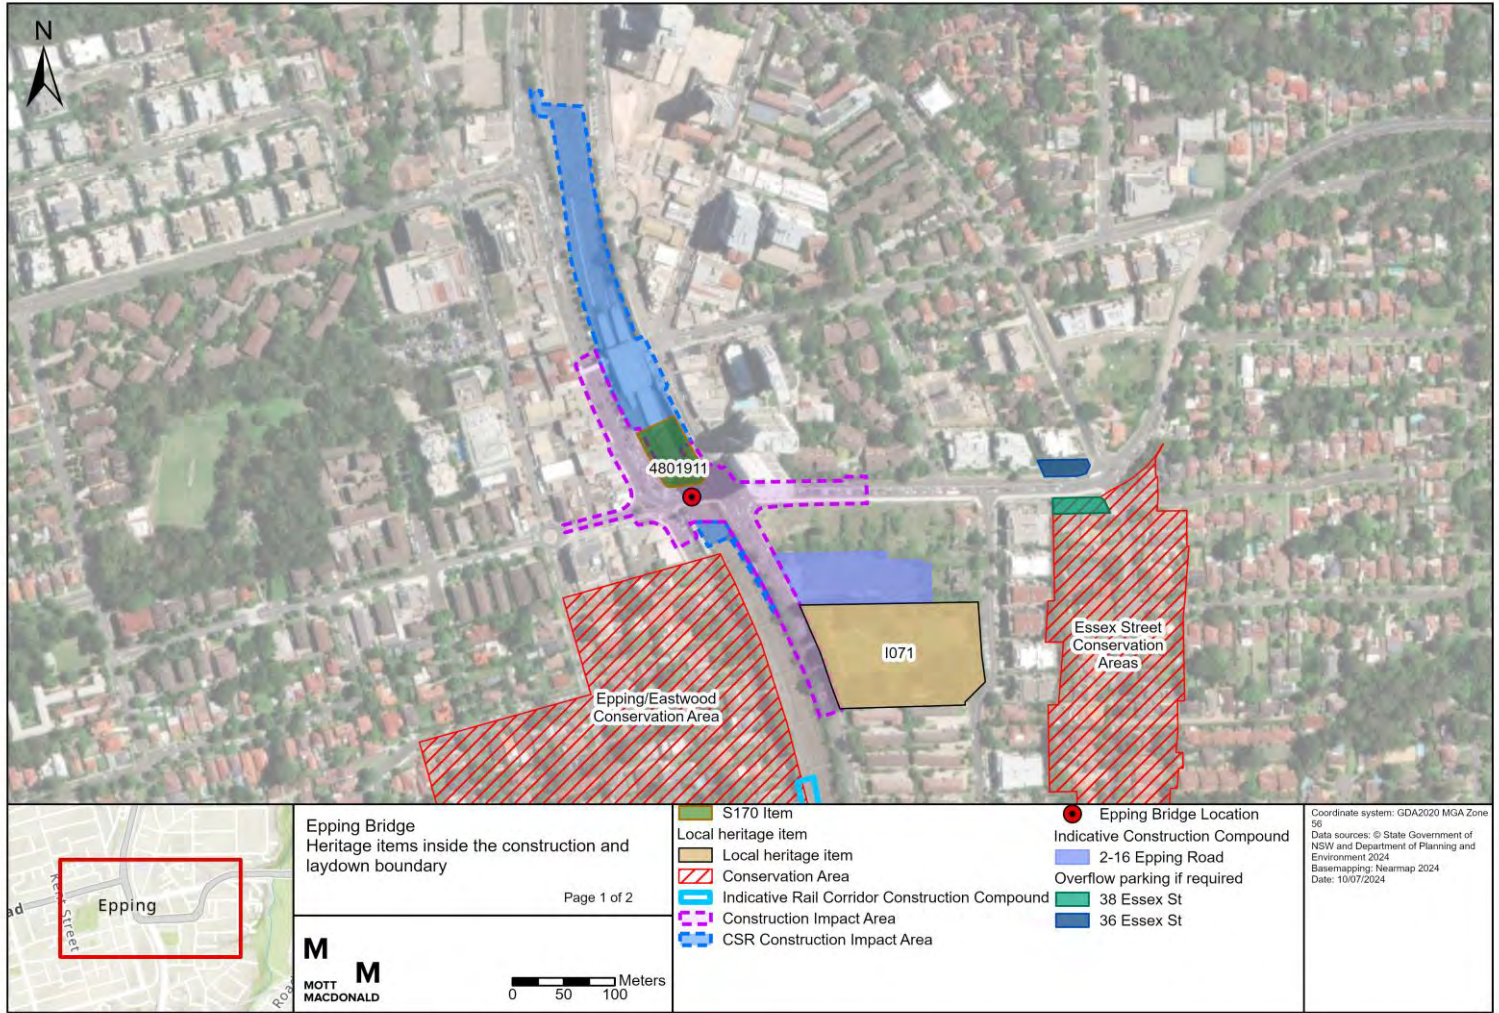 N
4801911
I071
Essex Street
Conservation
Areas
Epping/Eastwood
Conservation Area
Kent Street
ad
Epping
Epping Bridge
Heritage items inside the construction and
laydown boundary
Page 1 of 2
M
M
MOTT
MACDONALD
Meters
0 50 100
S170 Item
Local heritage item
Local heritage item
Conservation Area
Indicative Rail Corridor Construction Compound
Construction Impact Area
CSR Construction Impact Area
Epping Bridge Location
Indicative Construction Compound
2-16 Epping Road
Overflow parking if required
38 Essex St
36 Essex St
Coordinate system: GDA2020 MGA Zone
56
Data sources: © State Government of
NSW and Department of Planning and
Environment 2024
Basemapping: Nearmap 2024
Date: 10/07/2024